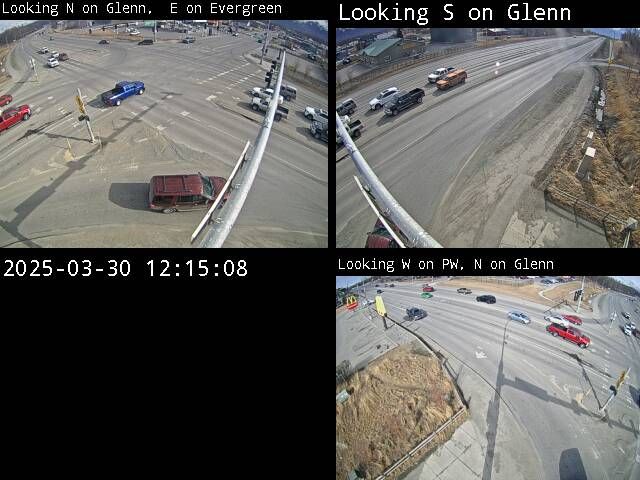 Looking N on Glenn,  E on Evergreen
Looking S on Glenn
2025-03-30 12:15:08
Looking W on PW, N on Glenn